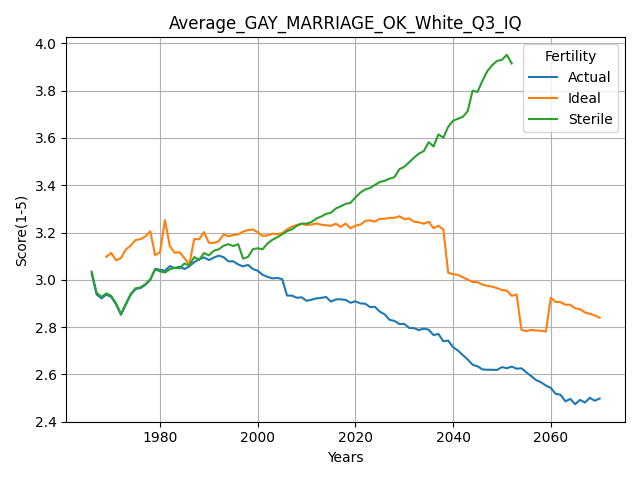 Average_GAY_MARRIAGE_OK_White_Q3_IQ
Score(1-5)
4.0
3.8
3.6
3.4
3.2
3.0
2.8
2.6
2.4
Fertility
Actual
Ideal
Sterile
1980
2000
2020
2040
2060
Years